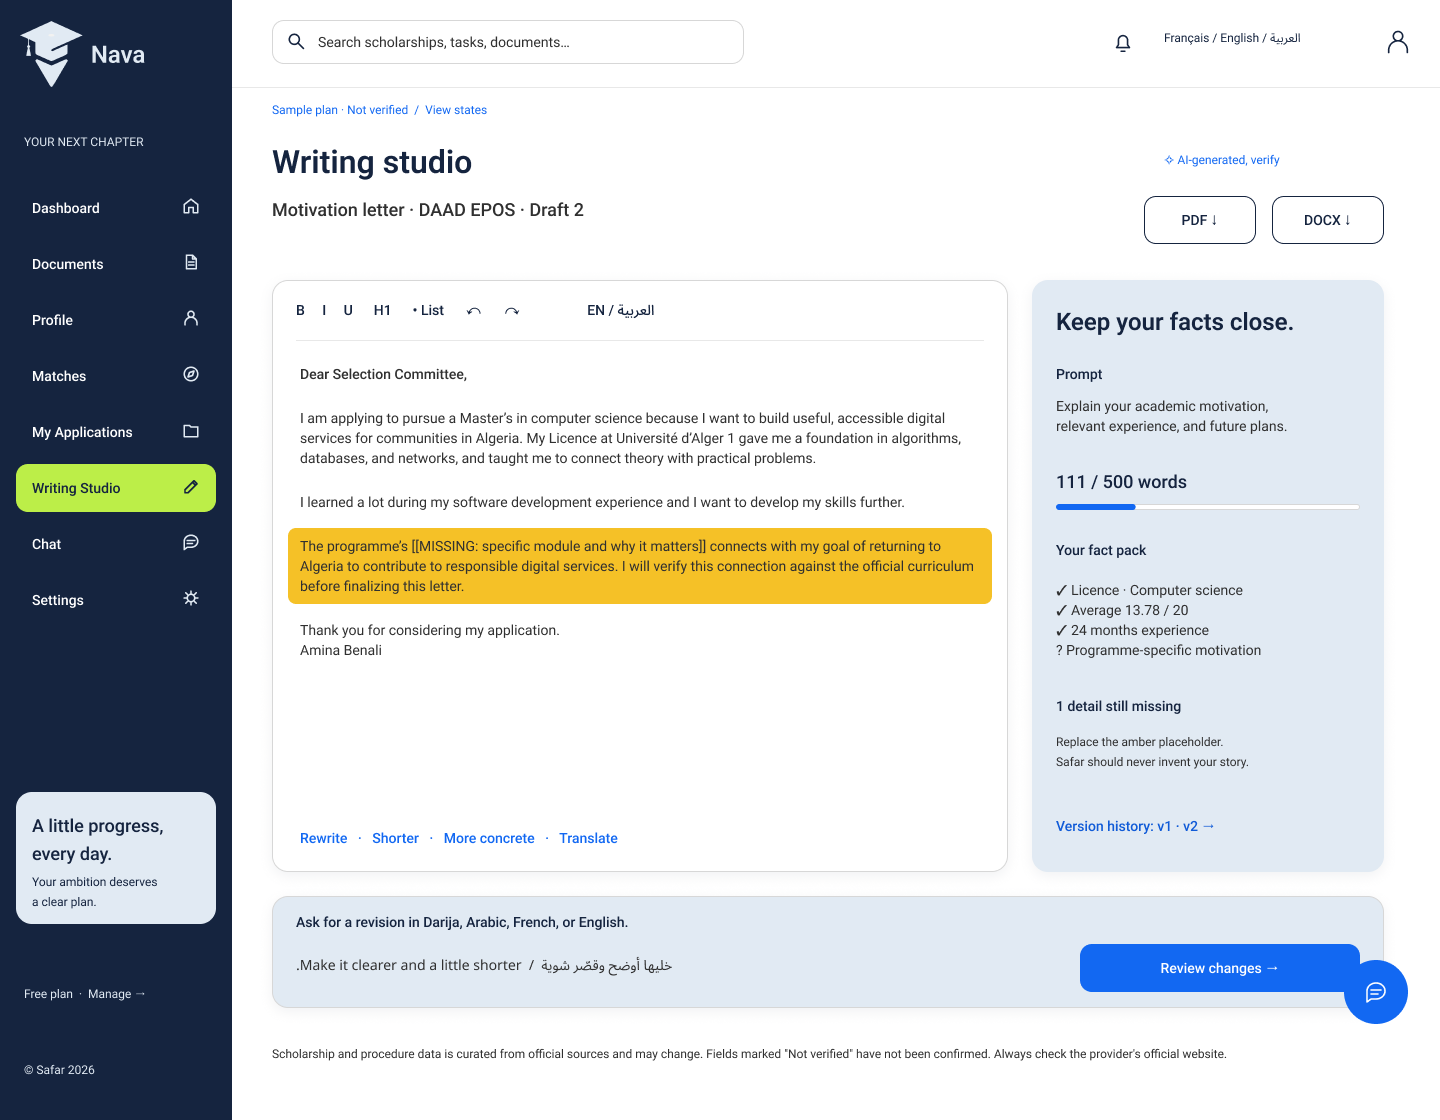 Nava
YOUR NEXT CHAPTER
Dashboard
Documents
Profile
Matches
My Applications
Writing Studio
Chat
Settings
A little progress,
every day.
Your ambition deserves
a clear plan.
Free plan · Manage →
© Safar 2026
Search scholarships, tasks, documents...
Français / English / العربية
Sample plan · Not verified / View states
Writing studio
✧ AI-generated, verify
Motivation letter · DAAD EPOS · Draft 2
PDF ↓
DOCX ↓
B I U H1 • List EN / العربية
Dear Selection Committee,
I am applying to pursue a Master’s in computer science because I want to build useful, accessible digital
services for communities in Algeria. My Licence at Université d’Alger 1 gave me a foundation in algorithms,
databases, and networks, and taught me to connect theory with practical problems.
I learned a lot during my software development experience and I want to develop my skills further.
The programme’s [[MISSING: specific module and why it matters]] connects with my goal of returning to
Algeria to contribute to responsible digital services. I will verify this connection against the official curriculum
before finalizing this letter.
Thank you for considering my application.
Amina Benali
Rewrite · Shorter · More concrete · Translate
Keep your facts close.
Prompt
Explain your academic motivation,
relevant experience, and future plans.
111 / 500 words
Your fact pack
✓ Licence · Computer science
✓ Average 13.78 / 20
✓ 24 months experience
? Programme-specific motivation
1 detail still missing
Replace the amber placeholder.
Safar should never invent your story.
Version history: v1 · v2 →
Ask for a revision in Darija, Arabic, French, or English.
.Make it clearer and a little shorter / خليها أوضح وقصّر شوية
Review changes →
Scholarship and procedure data is curated from official sources and may change. Fields marked "Not verified" have not been confirmed. Always check the provider's official website.